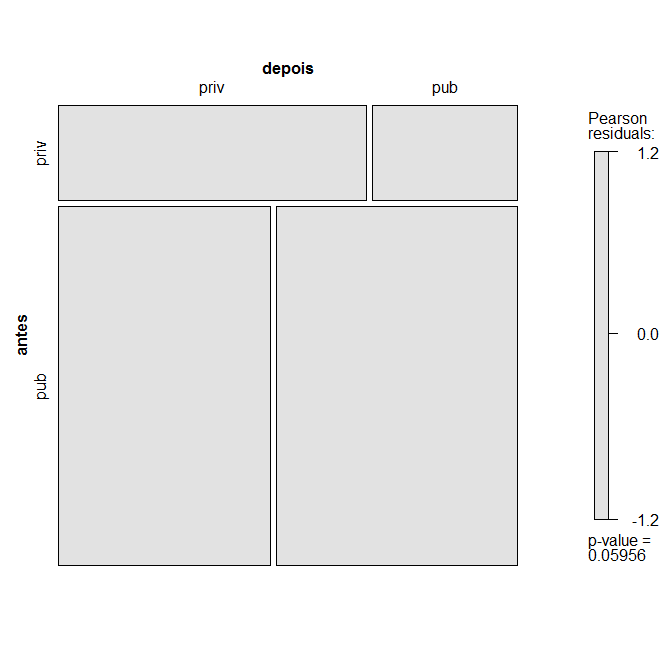 depois
priv pub
priv
antes
pub
Pearson
residuals:
1.2
0.0
-1.2
p-value =
0.05956